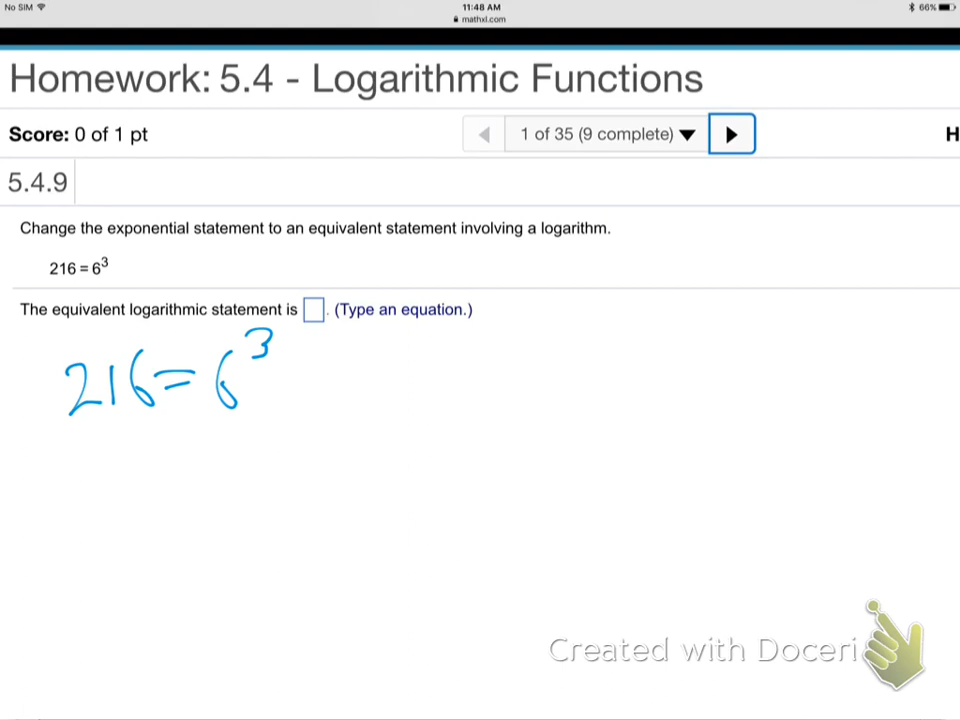 No SIM 11:48 AM 66%
mathxl.com
Homework: 5.4 - Logarithmic Functions
Score: 0 of 1 pt 1 of 35 (9 complete) H
5.4.9
Change the exponential statement to an equivalent statement involving a logarithm.
216 = 6³
The equivalent logarithmic statement is . (Type an equation.)
216 = 6³
Created with Doceri